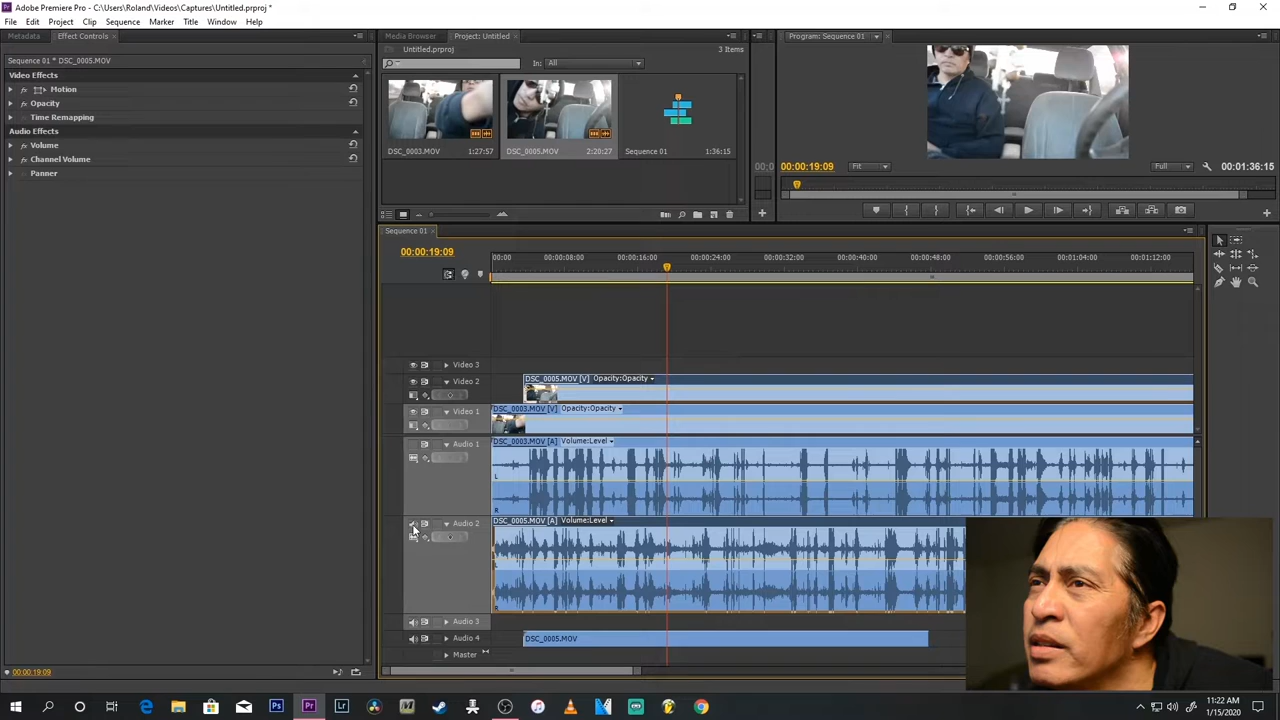 Adobe Premiere Pro - C:\Users\Roland\Videos\Captures\Untitled.prproj *
File Edit Project Clip Sequence Marker Title Window Help
Metadata Effect Controls
Sequence 01 * DSC_0005.MOV
Video Effects
fx Motion
fx Opacity
Time Remapping
Audio Effects
fx Volume
fx Channel Volume
Panner
00:00:19:09
Media Browser Project: Untitled
Untitled.prproj 3 Items
In: All
DSC_0003.MOV 1:27:57
DSC_0005.MOV 2:20:27
Sequence 01 1:36:15
00;0
Program: Sequence 01
00:00:19:09 Fit Full 00:01:36:15
Sequence 01
00:00:19:09
00:00 00:00:08:00 00:00:16:00 00:00:24:00 00:00:32:00 00:00:40:00 00:00:48:00 00:00:56:00 00:01:04:00 00:01:12:00
Video 3
Video 2 DSC_0005.MOV [V] Opacity:Opacity
Video 1 DSC_0003.MOV [V] Opacity:Opacity
Audio 1 DSC_0003.MOV [A] Volume:Level
L
R
Audio 2 DSC_0005.MOV [A] Volume:Level
L
R
Audio 3
Audio 4 DSC_0005.MOV
Master
11:22 AM
1/15/2020